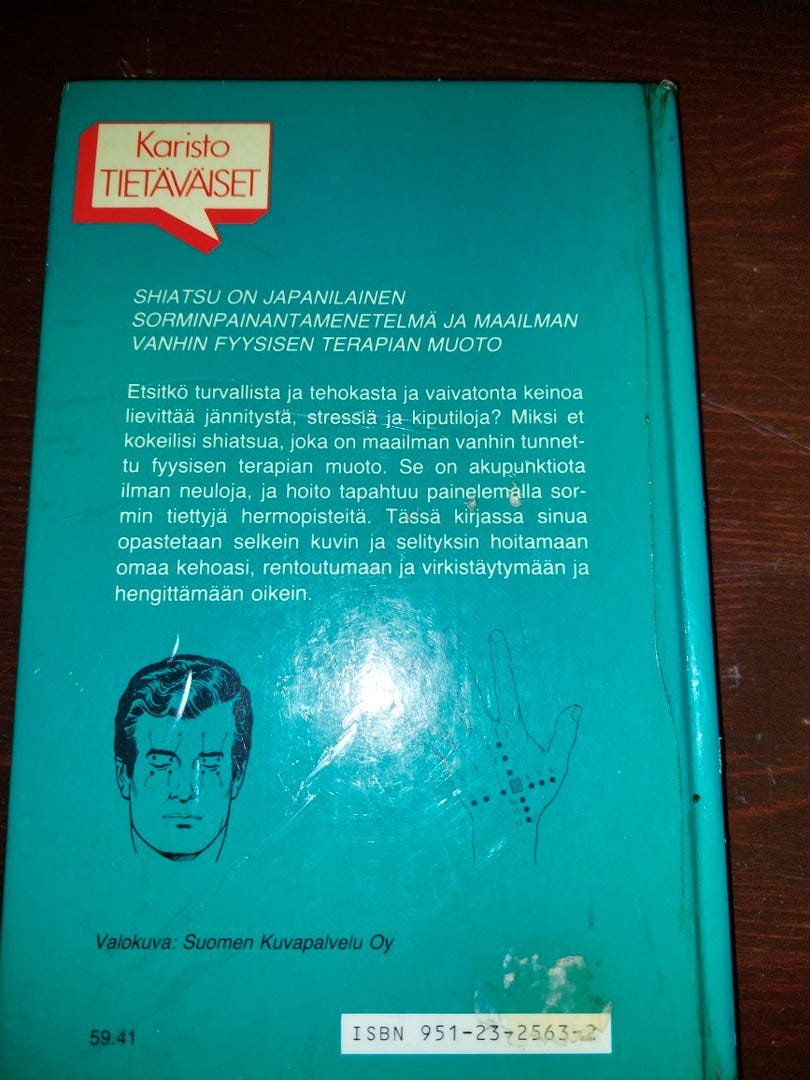 Karisto
TIETÄVÄISET
SHIATSU ON JAPANILAINEN
SORMINPAINANTAMENETELMÄ JA MAAILMAN
VANHIN FYYSISEN TERAPIAN MUOTO
Etsitkö turvallista ja tehokasta ja vaivatonta keinoa
lievittää jännitystä, stressiä ja kiputiloja? Miksi et
kokeilisi shiatsua, joka on maailman vanhin tunnet-
tu fyysisen terapian muoto. Se on akupunktiota
ilman neuloja, ja hoito tapahtuu painelemalla sor-
min tiettyjä hermopisteitä. Tässä kirjassa sinua
opastetaan selkein kuvin ja selityksin hoitamaan
omaa kehoasi, rentoutumaan ja virkistäytymään ja
hengittämään oikein.
Valokuva: Suomen Kuvapalvelu Oy
59.41
ISBN 951-23-2563-2